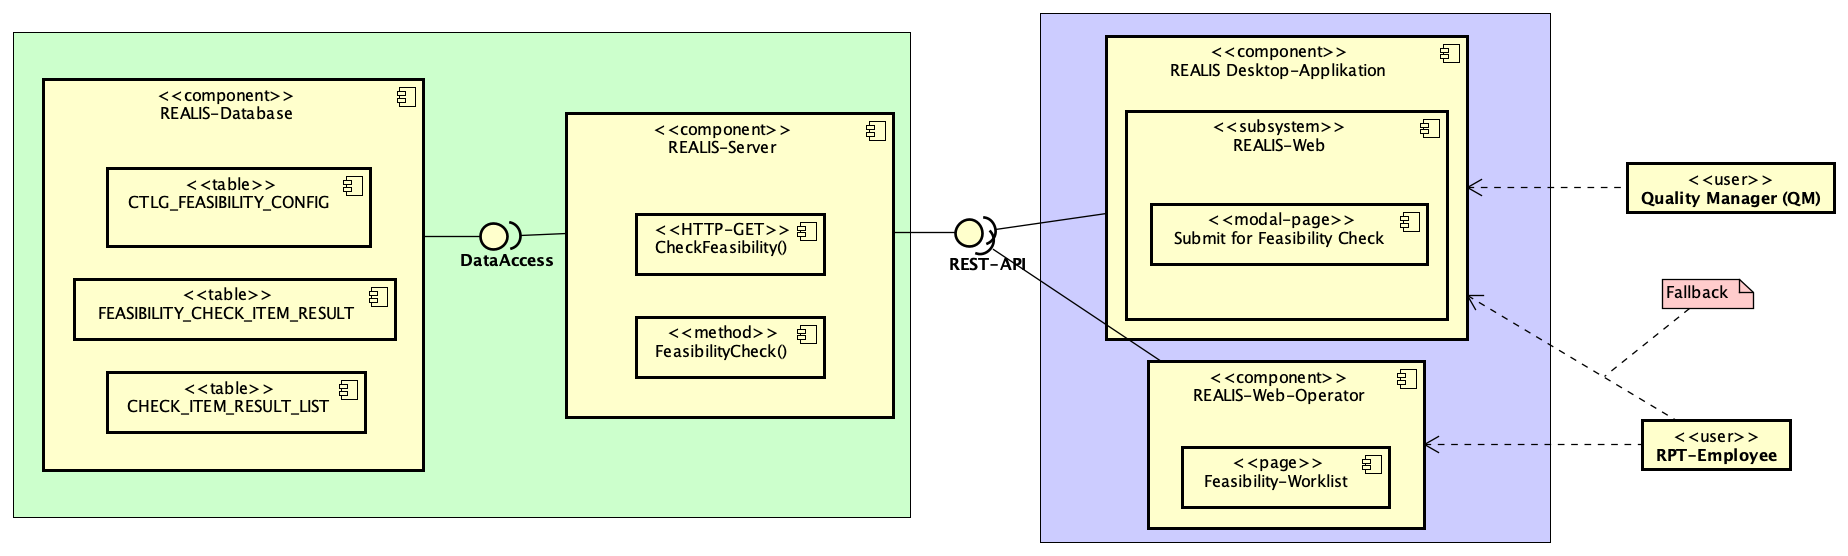 <<component>>
REALIS-Database
<<table>>
CTLG_FEASIBILITY_CONFIG
<<table>>
FEASIBILITY_CHECK_ITEM_RESULT
<<table>>
CHECK_ITEM_RESULT_LIST
DataAccess
<<component>>
REALIS-Server
<<HTTP-GET>>
CheckFeasibility()
<<method>>
FeasibilityCheck()
REST-API
<<component>>
REALIS Desktop-Applikation
<<subsystem>>
REALIS-Web
<<modal-page>>
Submit for Feasibility Check
<<component>>
REALIS-Web-Operator
<<page>>
Feasibility-Worklist
<<user>>
Quality Manager (QM)
Fallback
<<user>>
RPT-Employee